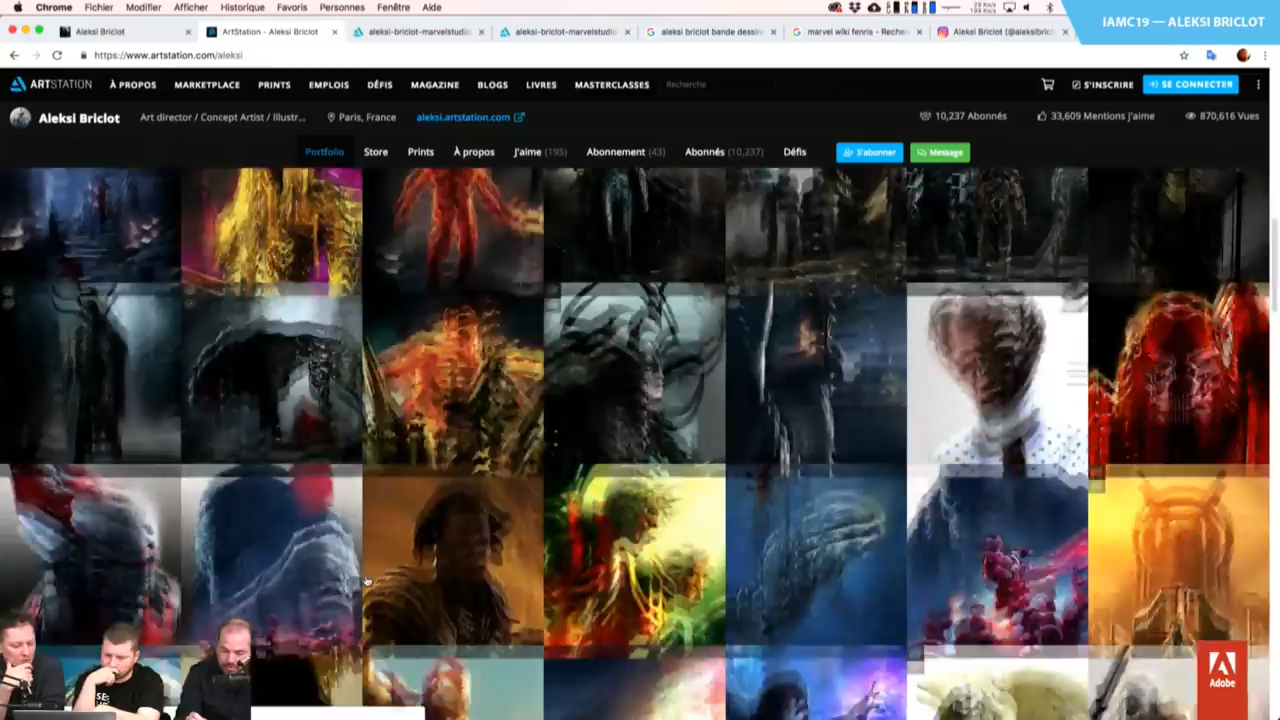 Chrome Fichier Modifier Afficher Historique Favoris Personnes Fenêtre Aide
IAMC19 — ALEKSI BRICLOT
Aleksi Briclot
ArtStation - Aleksi Briclot
aleksi-briclot-marvelstudio
aleksi-briclot-marvelstudio
aleksi briclot bande dessin
marvel wiki fenris - Recher
Aleksi Briclot (@aleksibric
https://www.artstation.com/aleksi
ARTSTATION À PROPOS MARKETPLACE PRINTS EMPLOIS DÉFIS MAGAZINE BLOGS LIVRES MASTERCLASSES Recherche S'INSCRIRE SE CONNECTER
Aleksi Briclot Art director / Concept Artist / Illustr... Paris, France aleksi.artstation.com 10,237 Abonnés 33,609 Mentions j'aime 870,616 Vues
Portfolio Store Prints À propos J'aime (195) Abonnement (43) Abonnés (10,237) Défis S'abonner Message
Adobe